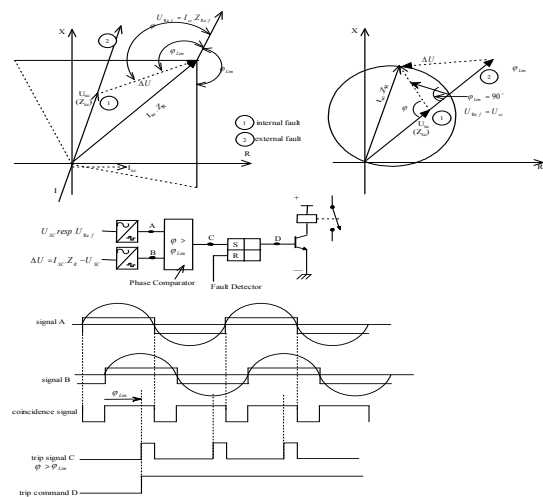 X
2
U_Ref = I_sc.Z_Ref
φ
φ_Lim
φ_Lim
ΔU
U_sc
(Z_sc)
1
Z_R
I_sc
R
I
1 internal fault
2 external fault
X
ΔU
φ_Lim
2
I_sc Z_R
φ_Lim = 90°
φ
1
U_Ref = U_sc
U_sc
(Z_sc)
R
+
U_SC resp U_Ref
A
φ >
φ_Lim
C
S
R
D
ΔU = I_SC.Z_R − U_SC
B
—
Phase Comparator
Fault Detector
signal A
signal B
φ_Lim
coincidence signal
trip signal C
φ > φ_Lim
trip command D